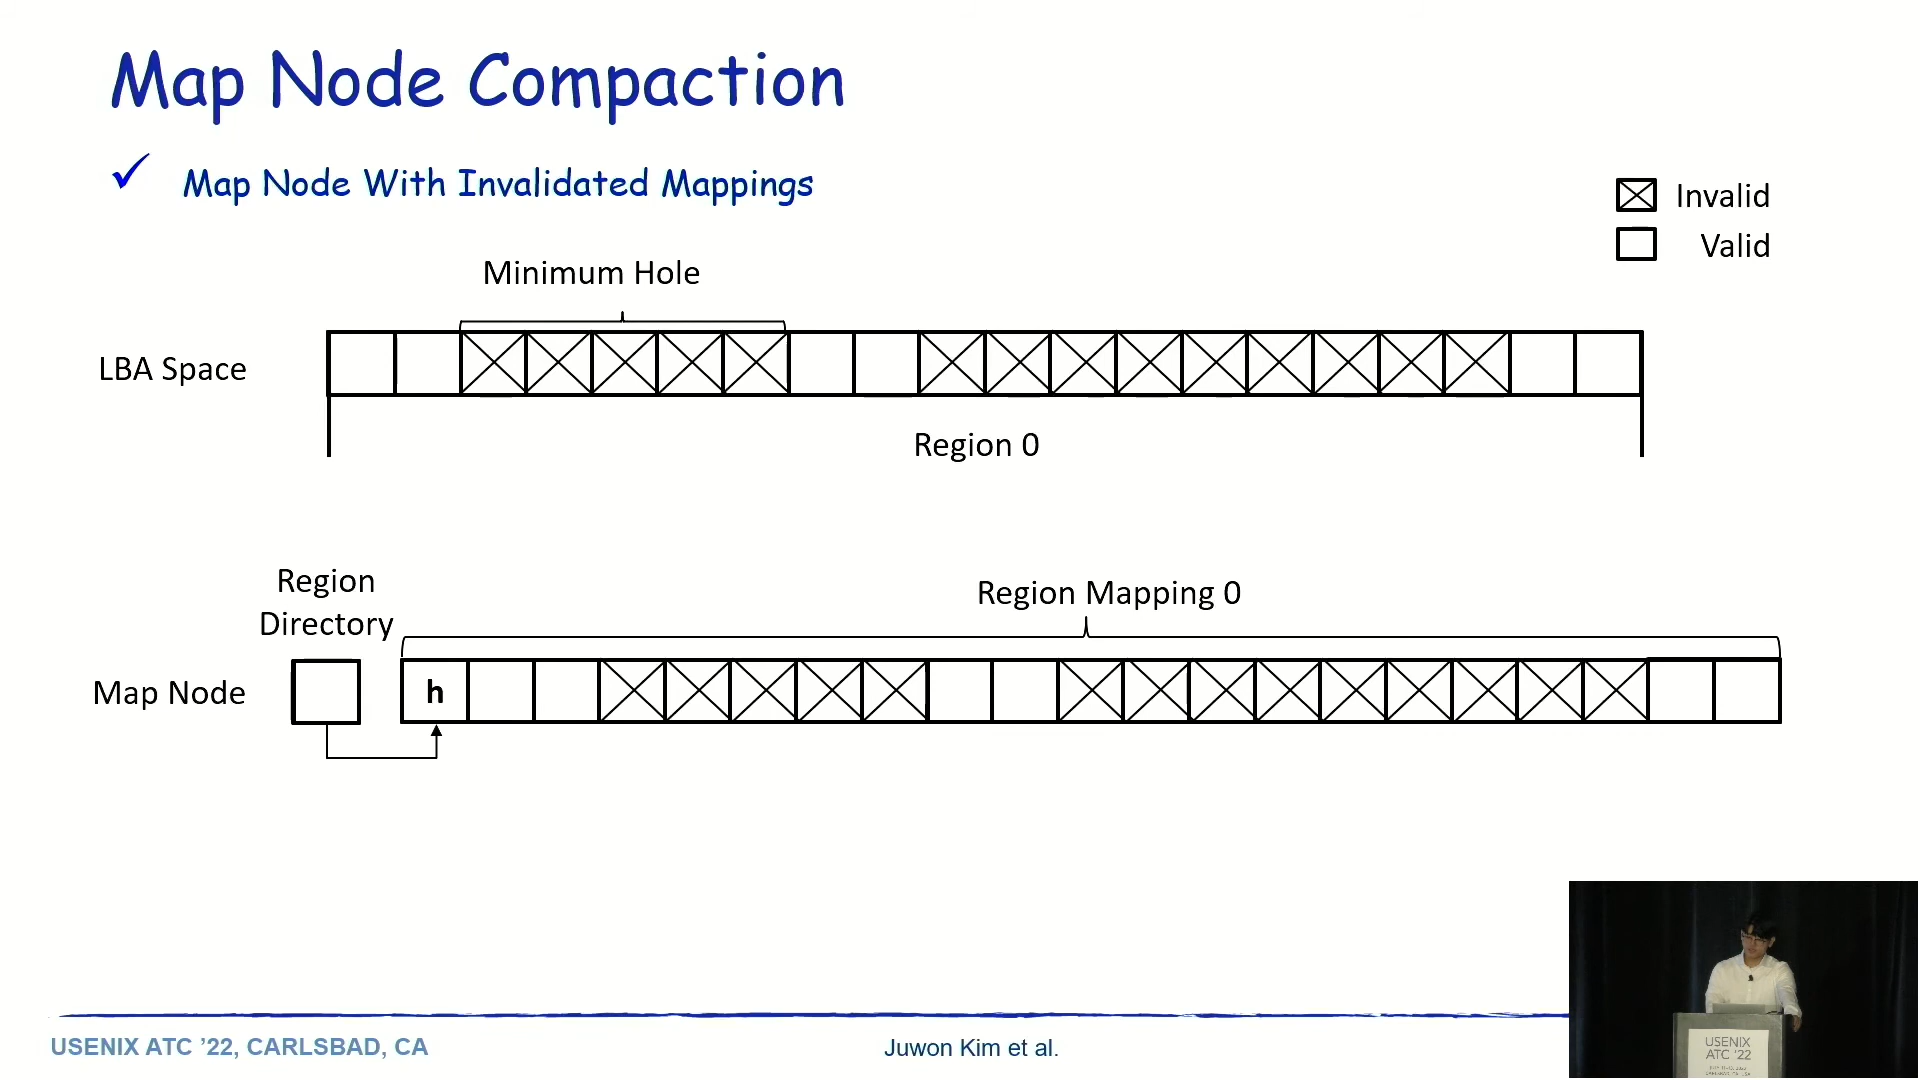 Map Node Compaction
✓ Map Node With Invalidated Mappings
Invalid
Valid
Minimum Hole
LBA Space
Region 0
Region
Directory
Region Mapping 0
Map Node
h
USENIX ATC ’22, CARLSBAD, CA
Juwon Kim et al.
USENIX
ATC ’22